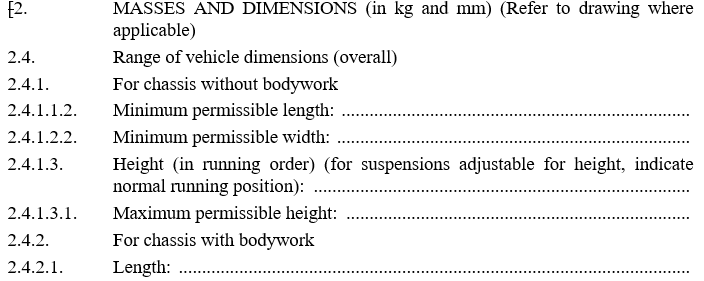 [2. MASSES AND DIMENSIONS (in kg and mm) (Refer to drawing where
applicable)
2.4. Range of vehicle dimensions (overall)
2.4.1. For chassis without bodywork
2.4.1.1.2. Minimum permissible length: ...........................................................................
2.4.1.2.2. Minimum permissible width: ............................................................................
2.4.1.3. Height (in running order) (for suspensions adjustable for height, indicate
normal running position): .................................................................................
2.4.1.3.1. Maximum permissible height: ..........................................................................
2.4.2. For chassis with bodywork
2.4.2.1. Length: ..............................................................................................................